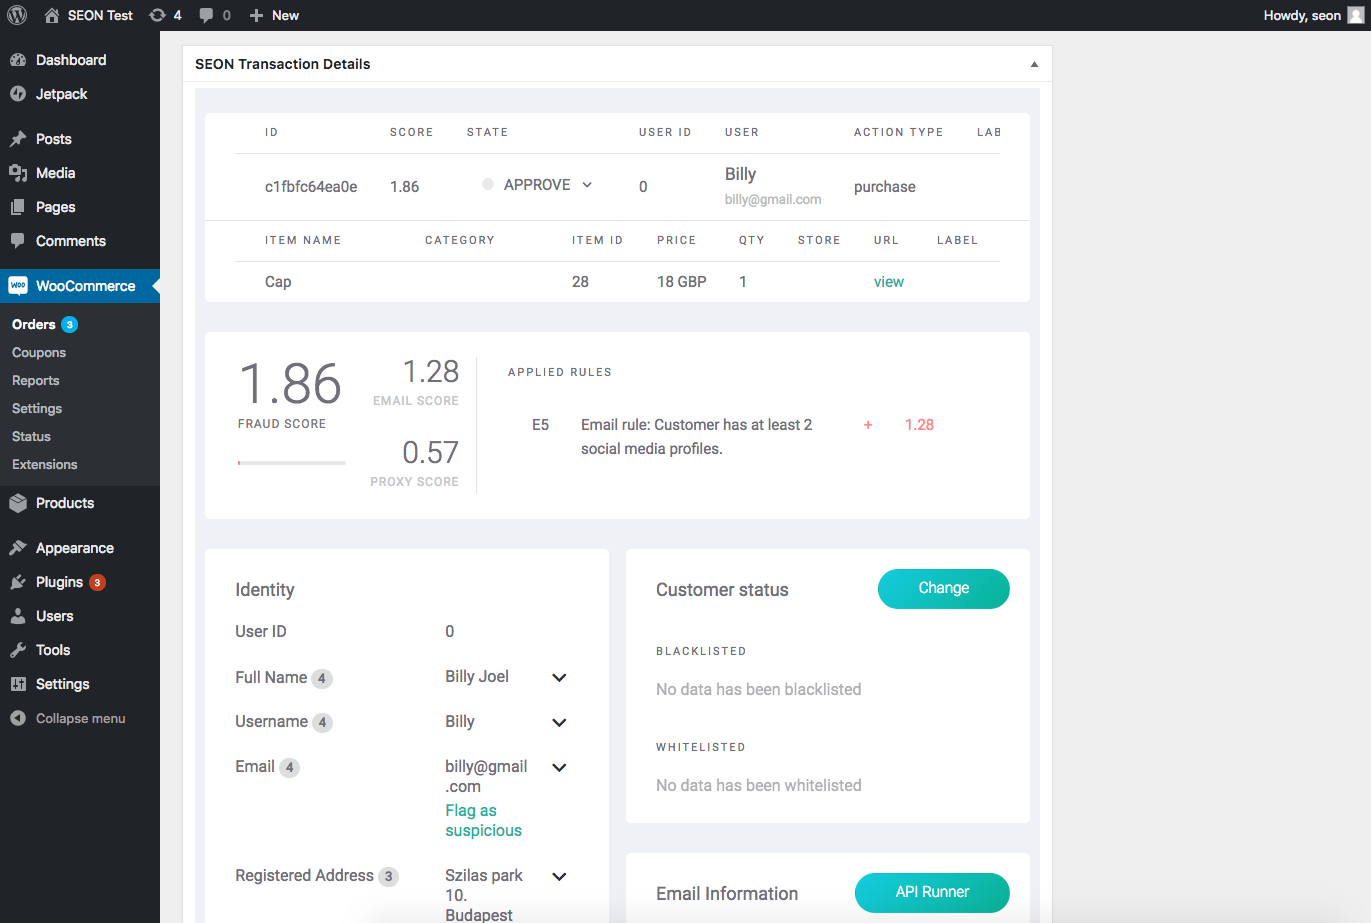 SEON Test 4 0 New Howdy, seon
Dashboard
Jetpack
Posts
Media
Pages
Comments
WooCommerce
Orders 3
Coupons
Reports
Settings
Status
Extensions
Products
Appearance
Plugins 3
Users
Tools
Settings
Collapse menu
SEON Transaction Details
ID SCORE STATE USER ID USER ACTION TYPE LAB
c1fbfc64ea0e 1.86 APPROVE 0 Billy purchase
billy@gmail.com
ITEM NAME CATEGORY ITEM ID PRICE QTY STORE URL LABEL
Cap 28 18 GBP 1 view
1.86
FRAUD SCORE
1.28
EMAIL SCORE
0.57
PROXY SCORE
APPLIED RULES
E5 Email rule: Customer has at least 2 + 1.28
social media profiles.
Identity
User ID 0
Full Name 4 Billy Joel
Username 4 Billy
Email 4 billy@gmail
.com
Flag as
suspicious
Registered Address 3 Szilas park
10.
Budapest
Customer status Change
BLACKLISTED
No data has been blacklisted
WHITELISTED
No data has been whitelisted
Email Information API Runner